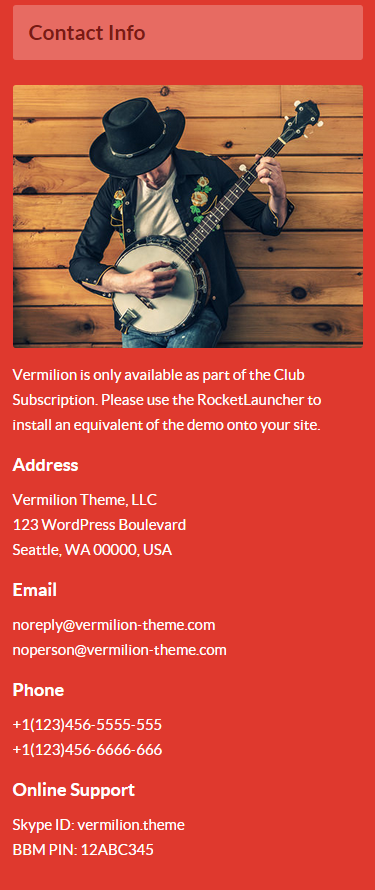 Contact Info
Vermilion is only available as part of the Club
Subscription. Please use the RocketLauncher to
install an equivalent of the demo onto your site.
Address
Vermilion Theme, LLC
123 WordPress Boulevard
Seattle, WA 00000, USA
Email
noreply@vermilion-theme.com
noperson@vermilion-theme.com
Phone
+1(123)456-5555-555
+1(123)456-6666-666
Online Support
Skype ID: vermilion.theme
BBM PIN: 12ABC345